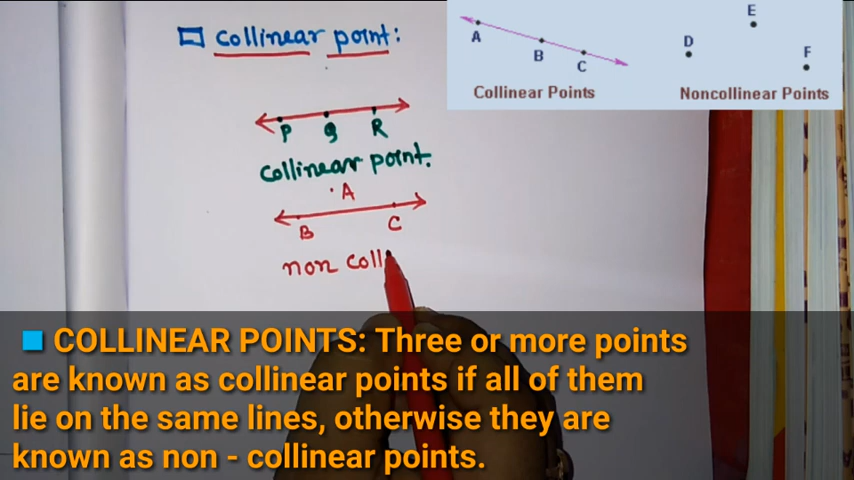 collinear point:
P Q R
collinear point.
A
B C
non coll
A B C
Collinear Points
E
D
F
Noncollinear Points
COLLINEAR POINTS: Three or more points
are known as collinear points if all of them
lie on the same lines, otherwise they are
known as non - collinear points.